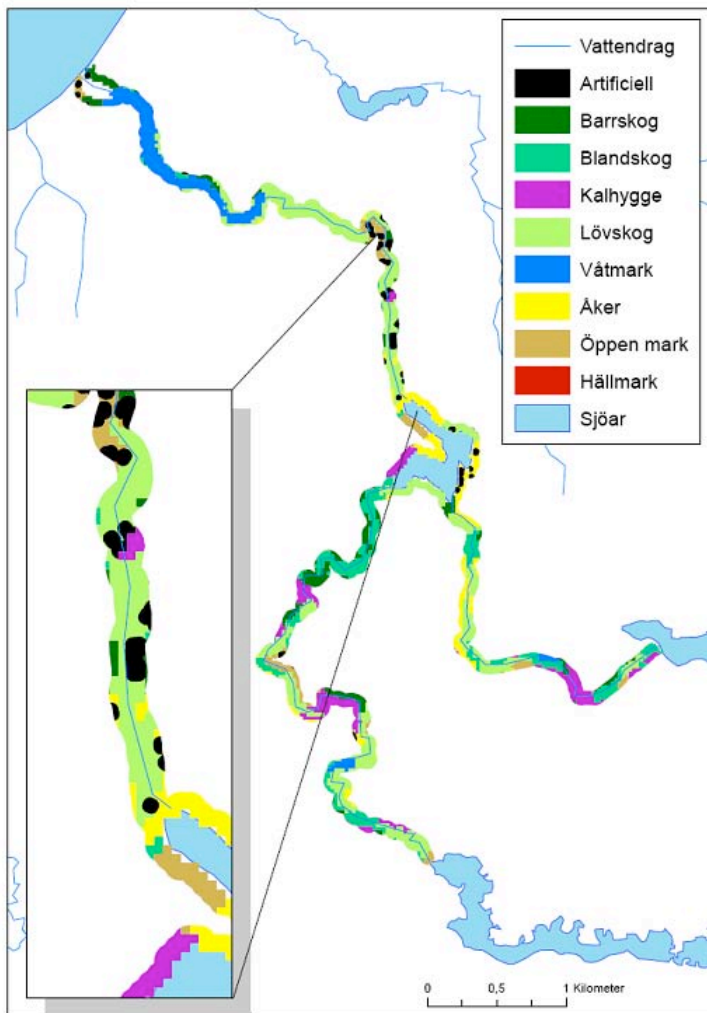 Vattendrag
Artificiell
Barrskog
Blandskog
Kalhygge
Lövskog
Våtmark
Åker
Öppen mark
Hällmark
Sjöar
0 0,5 1 Kilometer